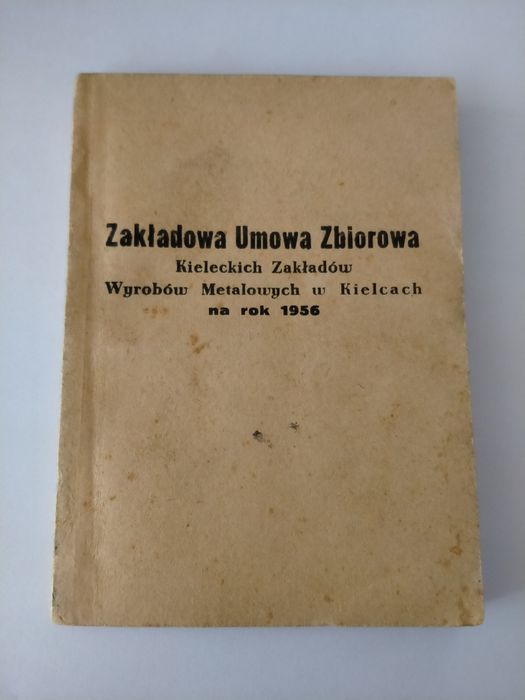 Zakładowa Umowa Zbiorowa
Kieleckich Zakładów
Wyrobów Metalowych w Kielcach
na rok 1956